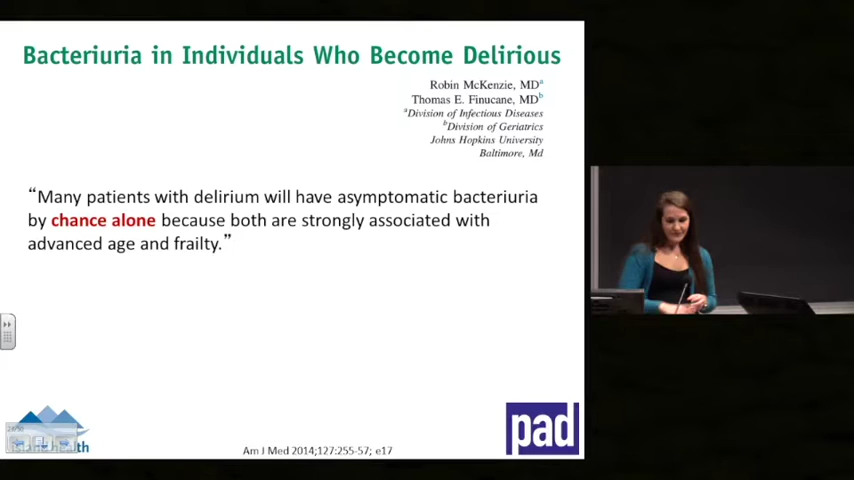 Bacteriuria in Individuals Who Become Delirious
Robin McKenzie, MDa
Thomas E. Finucane, MDb
aDivision of Infectious Diseases
bDivision of Geriatrics
Johns Hopkins University
Baltimore, Md
“Many patients with delirium will have asymptomatic bacteriuria
by chance alone because both are strongly associated with
advanced age and frailty.”
pad
Am J Med 2014;127:255-57; e17